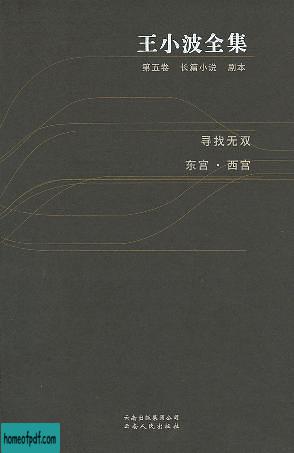 王小波全集
第五卷 长篇小说 剧本
寻找无双
东宫·西宫
云南出版集团公司
云南人民出版社
homeofpdf.com